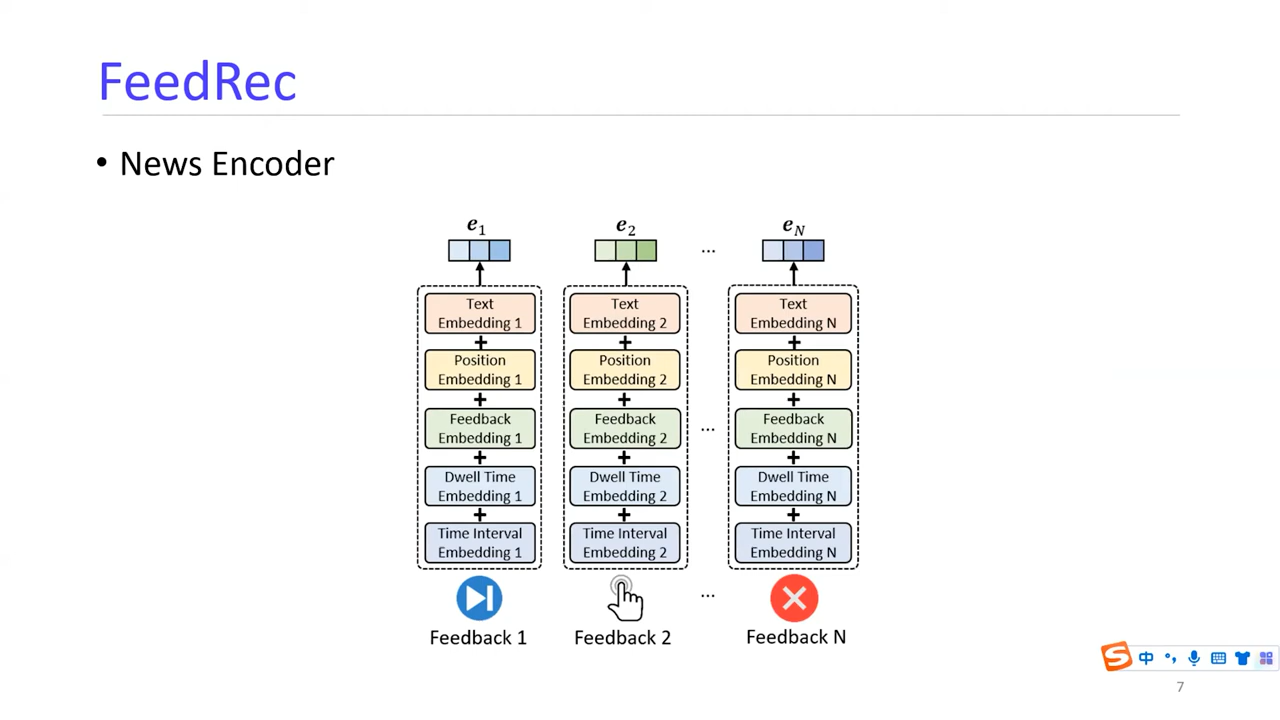 FeedRec
• News Encoder
e1 e2 ... eN
Text Embedding 1
Text Embedding 2
Text Embedding N
+ + +
Position Embedding 1
Position Embedding 2
Position Embedding N
+ + +
Feedback Embedding 1
Feedback Embedding 2
...
Feedback Embedding N
+ + +
Dwell Time Embedding 1
Dwell Time Embedding 2
Dwell Time Embedding N
+ + +
Time Interval Embedding 1
Time Interval Embedding 2
Time Interval Embedding N
...
Feedback 1
Feedback 2
Feedback N
S 中 °,
7